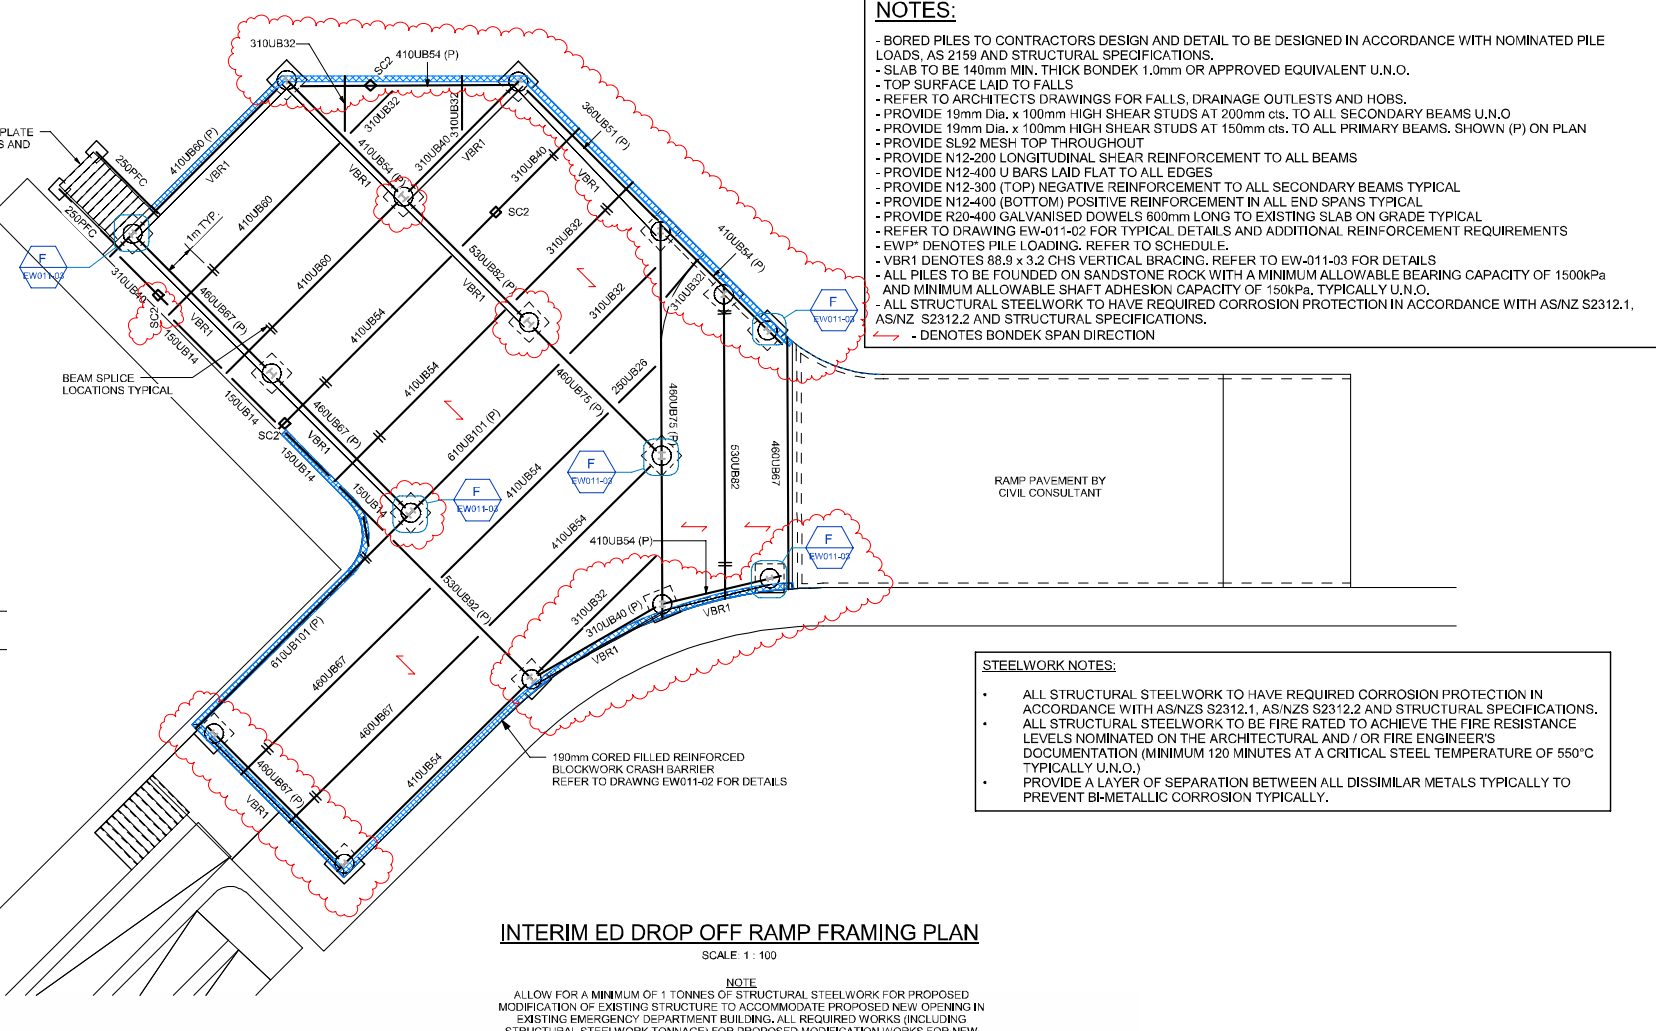 NOTES:
- BORED PILES TO CONTRACTORS DESIGN AND DETAIL TO BE DESIGNED IN ACCORDANCE WITH NOMINATED PILE
LOADS, AS 2159 AND STRUCTURAL SPECIFICATIONS.
- SLAB TO BE 140mm MIN. THICK BONDEK 1.0mm OR APPROVED EQUIVALENT U.N.O.
- TOP SURFACE LAID TO FALLS
- REFER TO ARCHITECTS DRAWINGS FOR FALLS, DRAINAGE OUTLESTS AND HOBS.
- PROVIDE 19mm Dia. x 100mm HIGH SHEAR STUDS AT 200mm cts. TO ALL SECONDARY BEAMS U.N.O
- PROVIDE 19mm Dia. x 100mm HIGH SHEAR STUDS AT 150mm cts. TO ALL PRIMARY BEAMS. SHOWN (P) ON PLAN
- PROVIDE SL92 MESH TOP THROUGHOUT
- PROVIDE N12-200 LONGITUDINAL SHEAR REINFORCEMENT TO ALL BEAMS
- PROVIDE N12-400 U BARS LAID FLAT TO ALL EDGES
- PROVIDE N12-300 (TOP) NEGATIVE REINFORCEMENT TO ALL SECONDARY BEAMS TYPICAL
- PROVIDE N12-400 (BOTTOM) POSITIVE REINFORCEMENT IN ALL END SPANS TYPICAL
- PROVIDE R20-400 GALVANISED DOWELS 600mm LONG TO EXISTING SLAB ON GRADE TYPICAL
- REFER TO DRAWING EW-011-02 FOR TYPICAL DETAILS AND ADDITIONAL REINFORCEMENT REQUIREMENTS
- EWP* DENOTES PILE LOADING. REFER TO SCHEDULE.
- VBR1 DENOTES 88.9 x 3.2 CHS VERTICAL BRACING. REFER TO EW-011-03 FOR DETAILS
- ALL PILES TO BE FOUNDED ON SANDSTONE ROCK WITH A MINIMUM ALLOWABLE BEARING CAPACITY OF 1500kPa
AND MINIMUM ALLOWABLE SHAFT ADHESION CAPACITY OF 150kPa. TYPICALLY U.N.O.
- ALL STRUCTURAL STEELWORK TO HAVE REQUIRED CORROSION PROTECTION IN ACCORDANCE WITH AS/NZ S2312.1,
AS/NZ S2312.2 AND STRUCTURAL SPECIFICATIONS.
- DENOTES BONDEK SPAN DIRECTION
310UB32
SC2
410UB54 (P)
310UB32
310UB32
360UB51 (P)
PLATE
S AND
250PFC
410UB60 (P)
VBR1
410UB54 (P)
VBR1
310UB40
VBR1
310UB40
VBR1
250PFC
1m TYP.
410UB60
SC2
310UB32
410UB54 (P)
F
EW011-03
310UB40
SC2
VBR1
460UB67 (P)
410UB60
530UB82 (P)
VBR1
310UB32
310UB32
F
EW011-03
150UB14
410UB54
BEAM SPLICE
LOCATIONS TYPICAL
150UB14
SC2
460UB67 (P)
VBR1
410UB54
460UB75 (P)
250UB26
460UB75 (P)
150UB14
610UB101 (P)
F
EW011-03
530UB82
460UB67
RAMP PAVEMENT BY
CIVIL CONSULTANT
150UB14
F
EW011-03
410UB54
410UB54
410UB54 (P)
F
EW011-03
530UB92 (P)
310UB32
310UB40 (P)
VBR1
VBR1
610UB101 (P)
460UB67
460UB67
460UB67 (P)
VBR1
410UB54
190mm CORED FILLED REINFORCED
BLOCKWORK CRASH BARRIER
REFER TO DRAWNG EW011-02 FOR DETAILS
STEELWORK NOTES:
• ALL STRUCTURAL STEELWORK TO HAVE REQUIRED CORROSION PROTECTION IN
ACCORDANCE WITH AS/NZS S2312.1, AS/NZS S2312.2 AND STRUCTURAL SPECIFICATIONS.
• ALL STRUCTURAL STEELWORK TO BE FIRE RATED TO ACHIEVE THE FIRE RESISTANCE
LEVELS NOMINATED ON THE ARCHITECTURAL AND / OR FIRE ENGINEER'S
DOCUMENTATION (MINIMUM 120 MINUTES AT A CRITICAL STEEL TEMPERATURE OF 550°C
TYPICALLY U.N.O.)
• PROVIDE A LAYER OF SEPARATION BETWEEN ALL DISSIMILAR METALS TYPICALLY TO
PREVENT BI-METALLIC CORROSION TYPICALLY.
INTERIM ED DROP OFF RAMP FRAMING PLAN
SCALE: 1 : 100
NOTE
ALLOW FOR A MINIMUM OF 1 TONNES OF STRUCTURAL STEELWORK FOR PROPOSED
MODIFICATION OF EXISTING STRUCTURE TO ACCOMMODATE PROPOSED NEW OPENING IN
EXISTING EMERGENCY DEPARTMENT BUILDING. ALL REQUIRED WORKS (INCLUDING
STRUCTURAL STEELWORK TONNAGE) FOR PROPOSED MODIFICATION WORKS FOR NEW